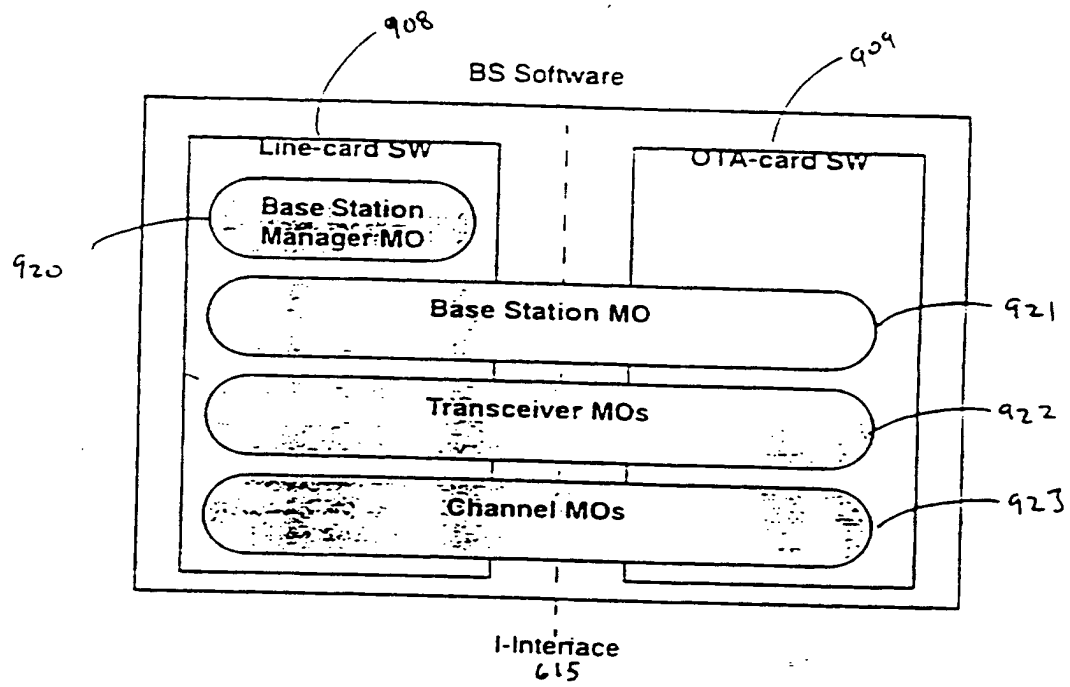 908
909
BS Software
Line-card SW
OTA-card SW
Base Station
Manager MO
920
Base Station MO
921
Transceiver MOs
922
Channel MOs
923
I-Interface
615